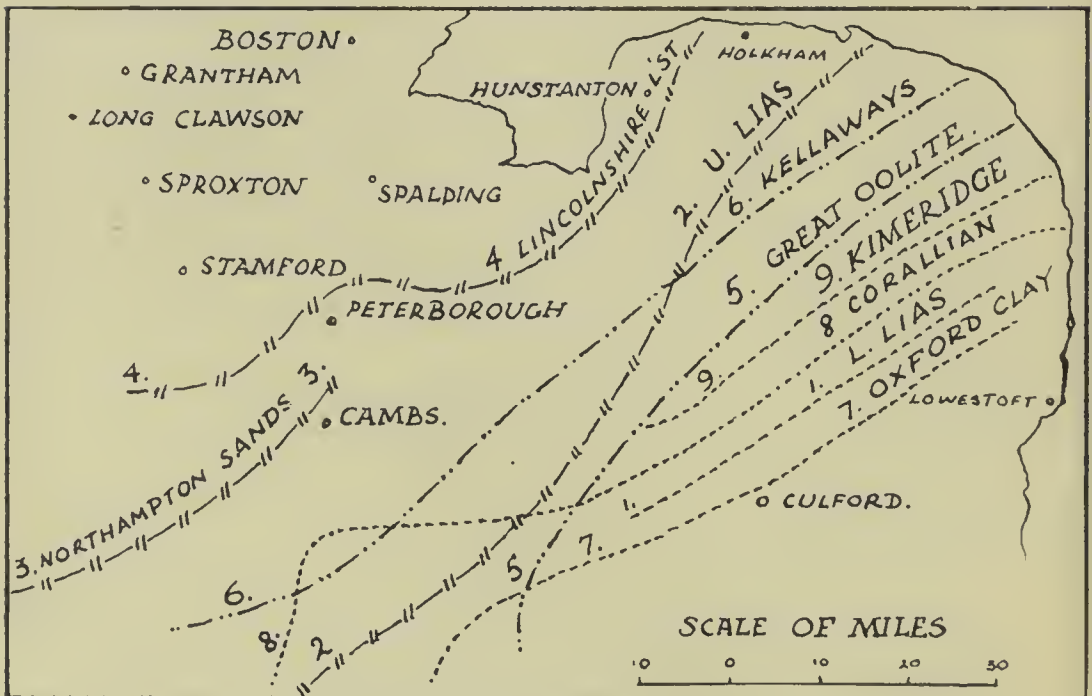 BOSTON
GRANTHAM
HOLKHAM
HUNSTANTON
LONG CLAWSON
SPROXTON
SPALDING
STAMFORD
PETERBOROUGH
CAMBS.
LOWESTOFT
CULFORD.
4 LINCOLNSHIRE L'ST
4.
2. U. LIAS
2
6. KELLAWAYS
6.
5. GREAT OOLITE.
5
9. KIMERIDGE
9.
8 CORALLIAN
8.
1. L. LIAS
1.
7. OXFORD CLAY
7.
3. NORTHAMPTON SANDS 3.
SCALE OF MILES
10 0 10 20 30